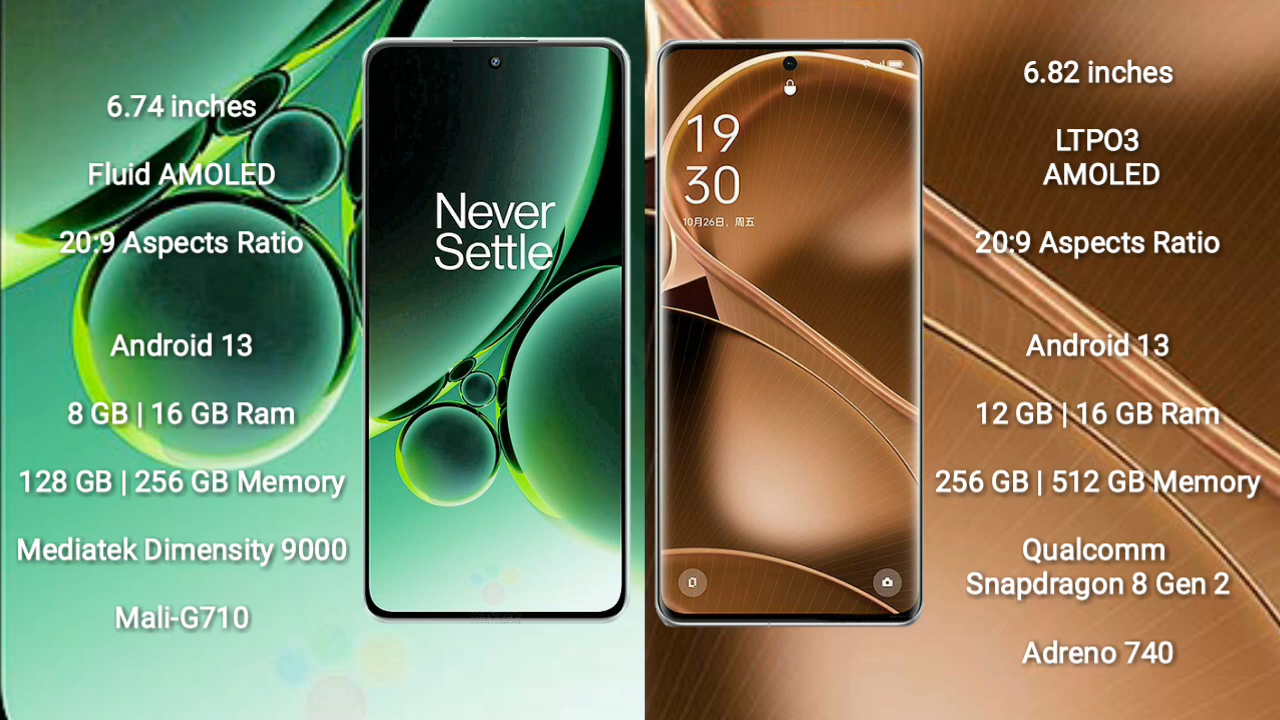 6.74 inches
Fluid AMOLED
20:9 Aspects Ratio
Android 13
8 GB | 16 GB Ram
128 GB | 256 GB Memory
Mediatek Dimensity 9000
Mali-G710
Never
Settle
19
30
10月26日，周五
6.82 inches
LTPO3
AMOLED
20:9 Aspects Ratio
Android 13
12 GB | 16 GB Ram
256 GB | 512 GB Memory
Qualcomm
Snapdragon 8 Gen 2
Adreno 740